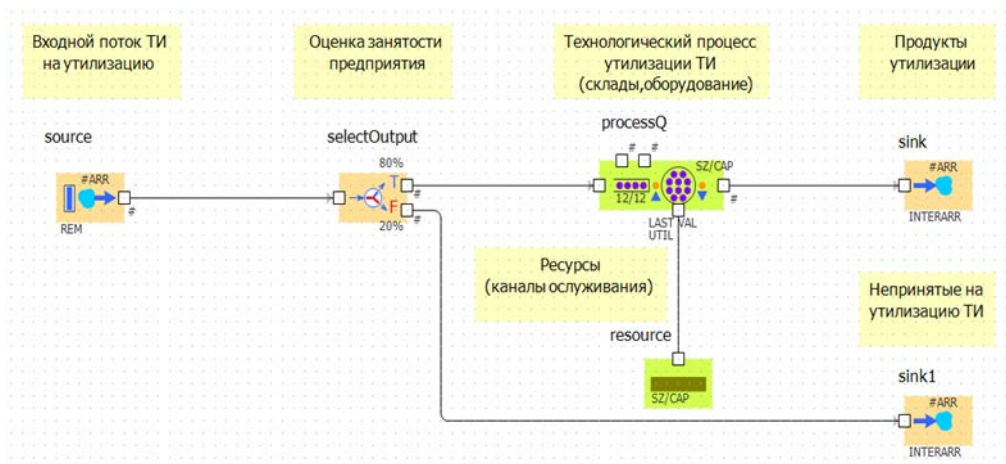 Входной поток ТИ
на утилизацию
Оценка занятости
предприятия
Технологический процесс
утилизации ТИ
(склады,оборудование)
Продукты
утилизации
source
selectOutput
processQ
sink
#ARR
#
REM
80%
T
#
F
#
20%
# #
SZ/CAP
12/12
#
LAST VAL
UTIL
#ARR
INTERARR
Ресурсы
(каналы ослуживания)
Непринятые на
утилизацию ТИ
resource
SZ/CAP
sink1
#ARR
INTERARR